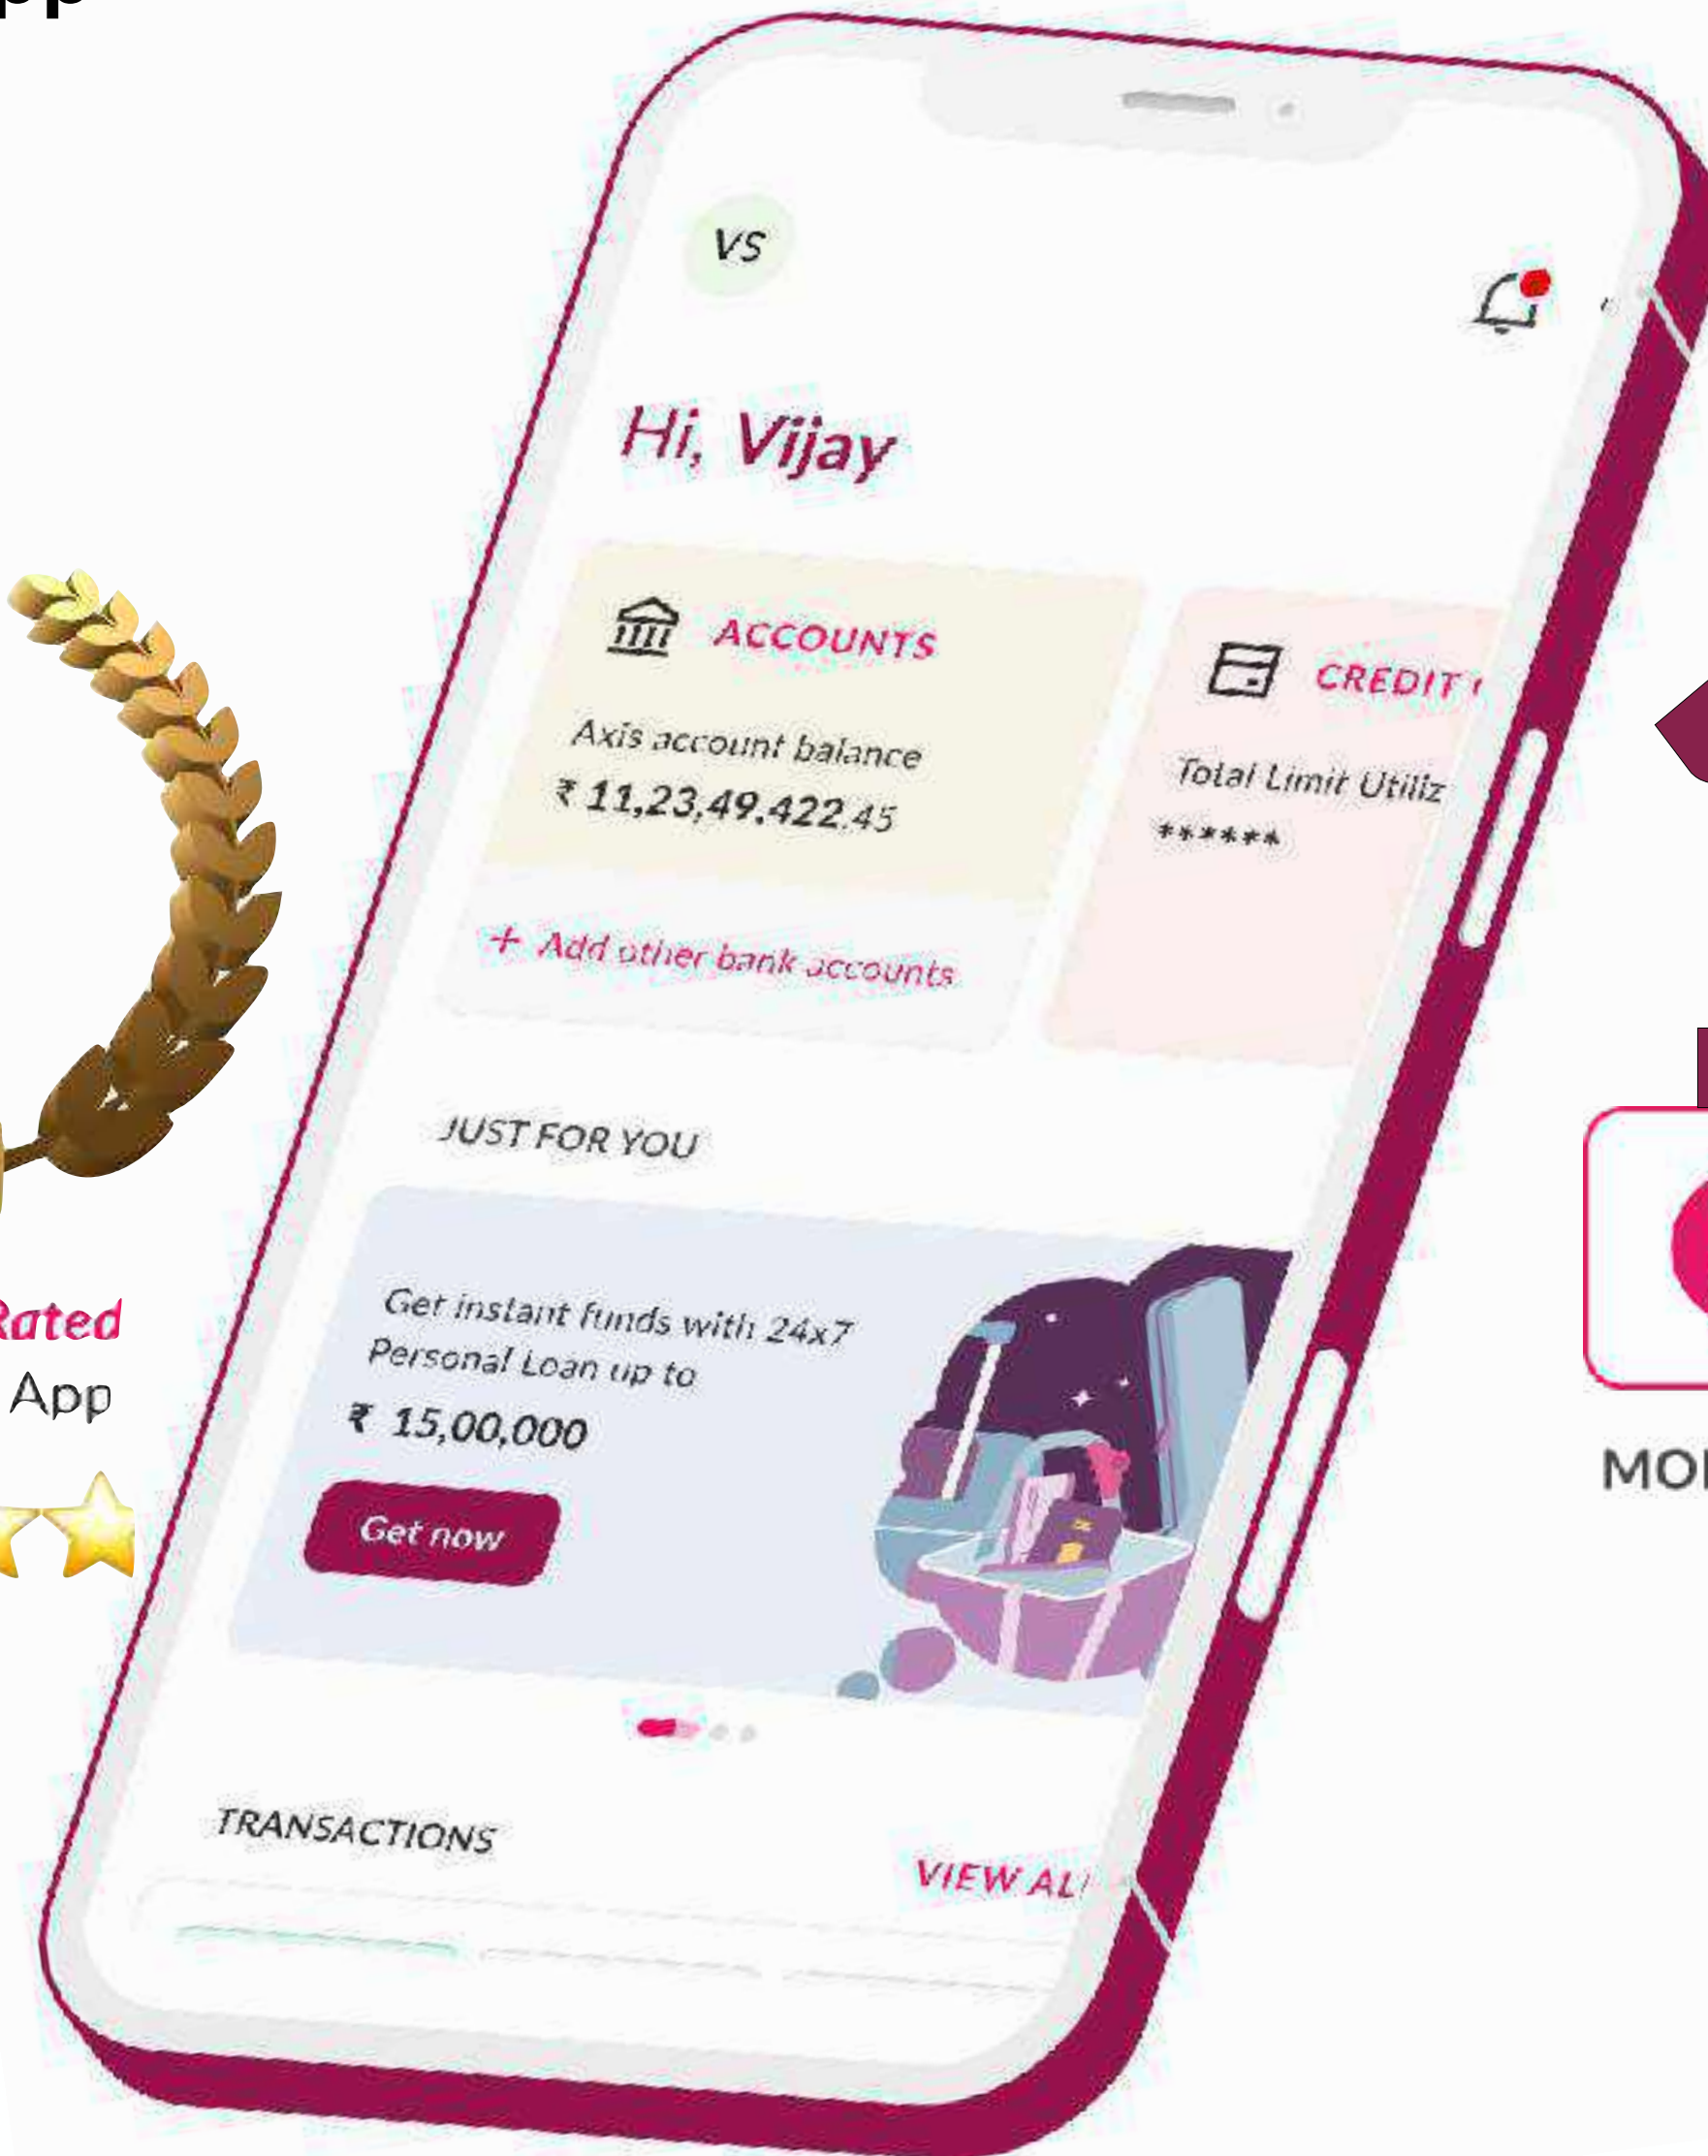 VS
Hi, Vijay
ACCOUNTS
Axis account balance
₹ 11,23,49.422.45
+ Add other bank accounts
CREDIT
Total Limit Utiliz
******
JUST FOR YOU
Get instant funds with 24x7
Personal Loan up to
₹ 15,00,000
Get now
TRANSACTIONS
VIEW ALL
Rated
App